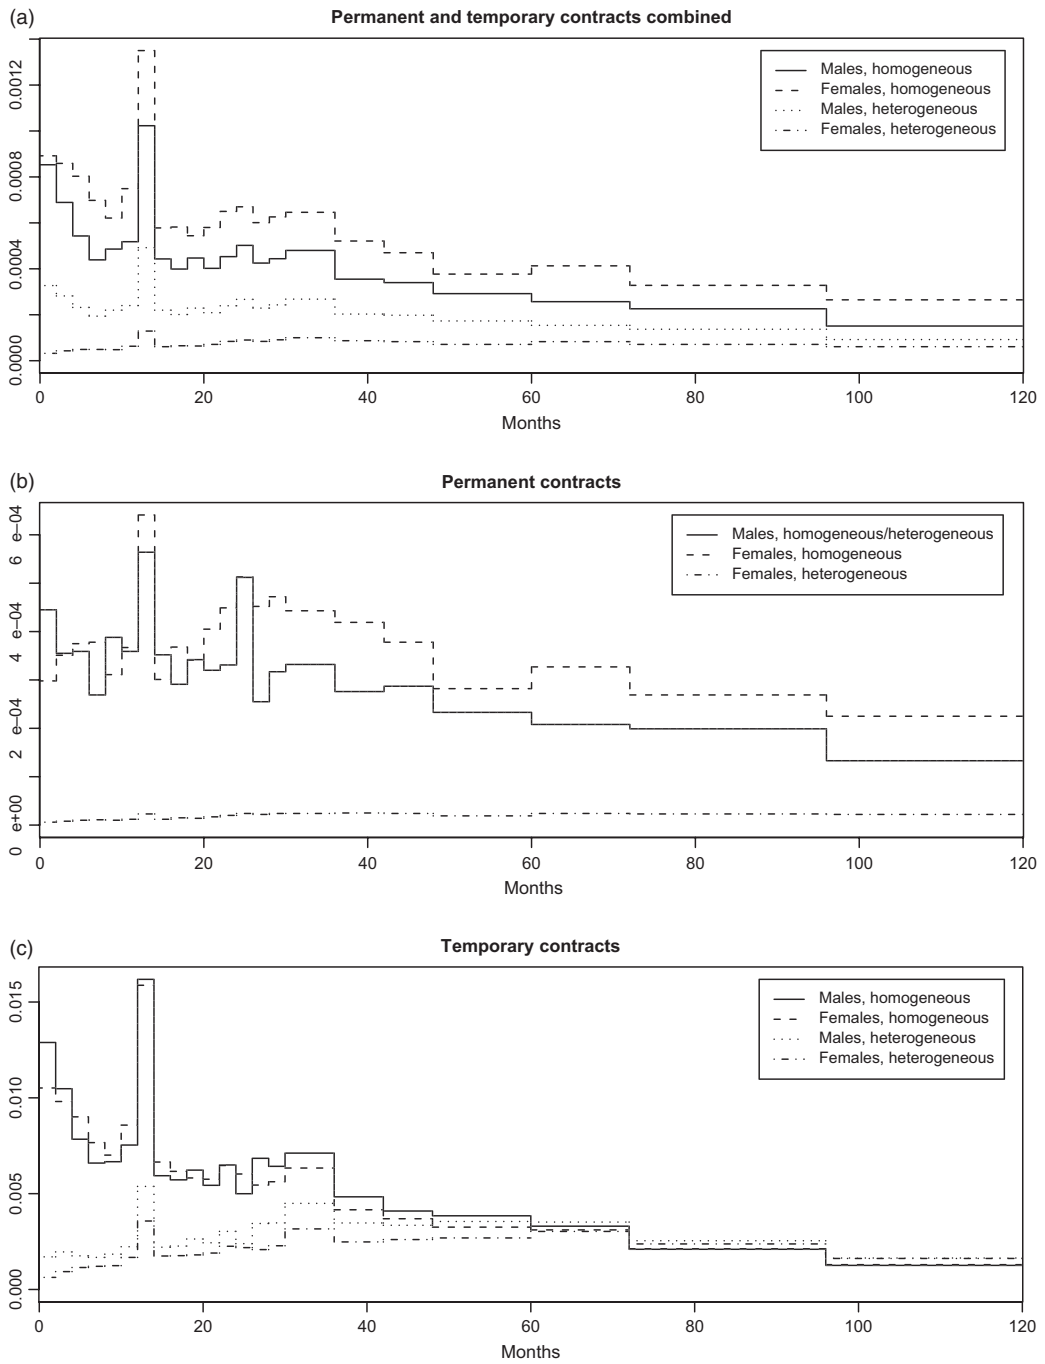 (a)
Permanent and temporary contracts combined
Males, homogeneous
Females, homogeneous
Males, heterogeneous
Females, heterogeneous
0.0012
0.0008
0.0004
0.0000
0 20 40 60 80 100 120
Months
(b)
Permanent contracts
Males, homogeneous/heterogeneous
Females, homogeneous
Females, heterogeneous
6 e−04
4 e−04
2 e−04
0 e+00
0 20 40 60 80 100 120
Months
(c)
Temporary contracts
Males, homogeneous
Females, homogeneous
Males, heterogeneous
Females, heterogeneous
0.015
0.010
0.005
0.000
0 20 40 60 80 100 120
Months